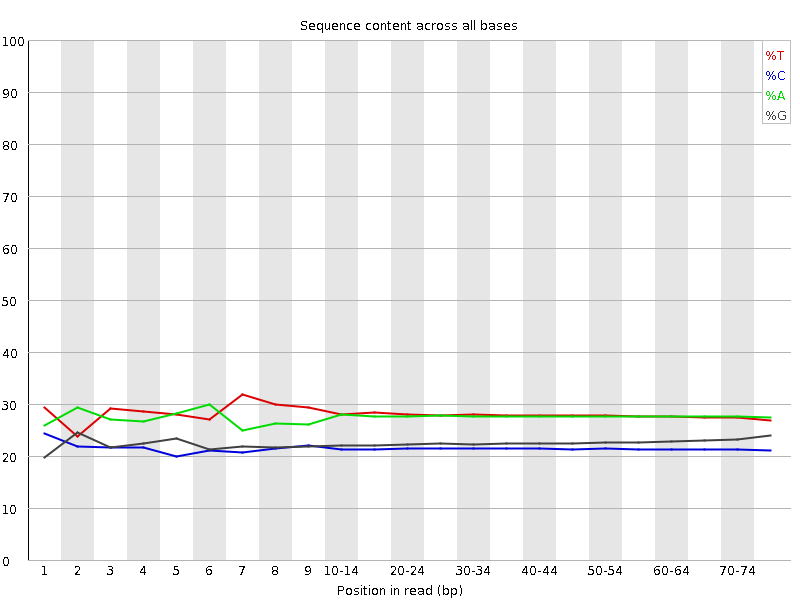 Sequence content across all bases
100
90
80
70
60
50
40
30
20
10
0
%T
%C
%A
%G
1 2 3 4 5 6 7 8 9 10-14 20-24 30-34 40-44 50-54 60-64 70-74
Position in read (bp)